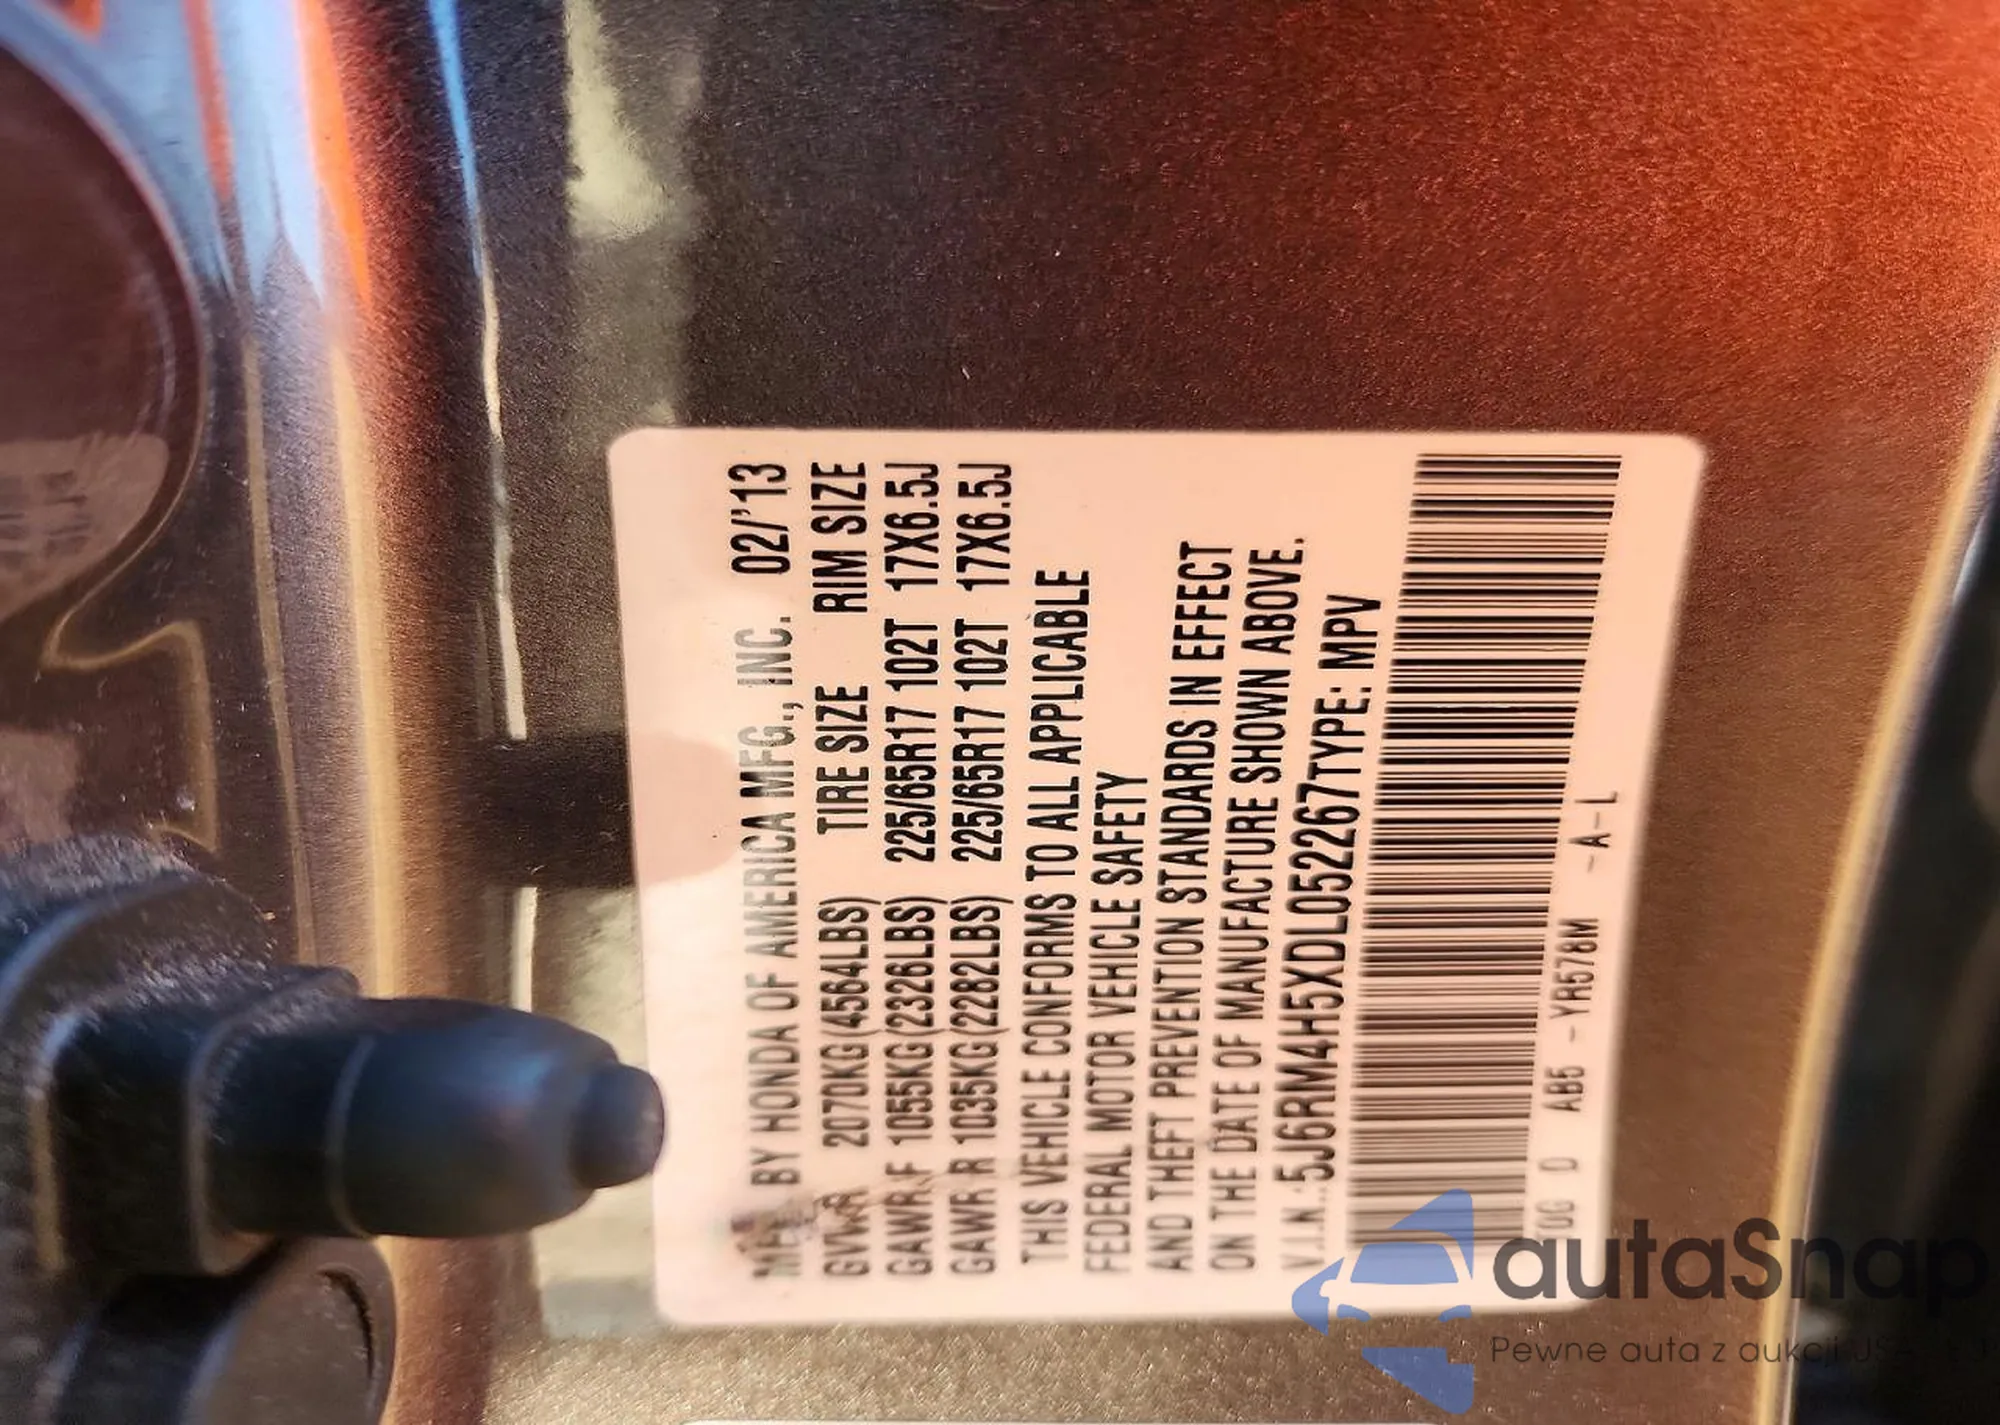 MFD. BY HONDA OF AMERICA MFG., INC. 02/'13
GVWR 2070KG(4564LBS) TIRE SIZE RIM SIZE
GAWR F 1055KG(2326LBS) 225/65R17 102T 17X6.5J
GAWR R 1035KG(2282LBS) 225/65R17 102T 17X6.5J
THIS VEHICLE CONFORMS TO ALL APPLICABLE
FEDERAL MOTOR VEHICLE SAFETY
AND THEFT PREVENTION STANDARDS IN EFFECT
ON THE DATE OF MANUFACTURE SHOWN ABOVE.
V.I.N.:5J6RM4H5XDL052267TYPE: MPV
D AB5 -YR578M -A-L
autaSnap
Pewne auta z aukcji USA